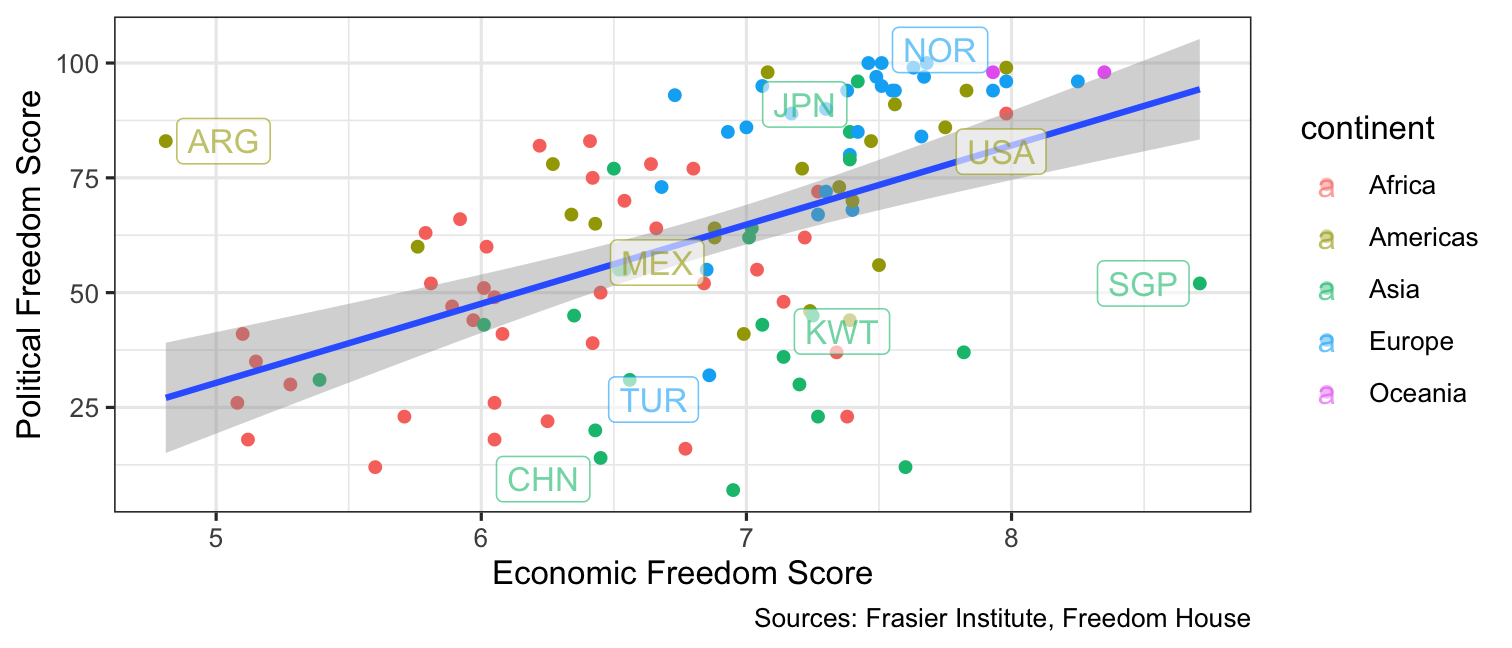 Political Freedom Score
100
75
50
25
NOR
JPN
ARG
USA
MEX
SGP
KWT
TUR
CHN
5 6 7 8
Economic Freedom Score
Sources: Frasier Institute, Freedom House
continent
a Africa
a Americas
a Asia
a Europe
a Oceania